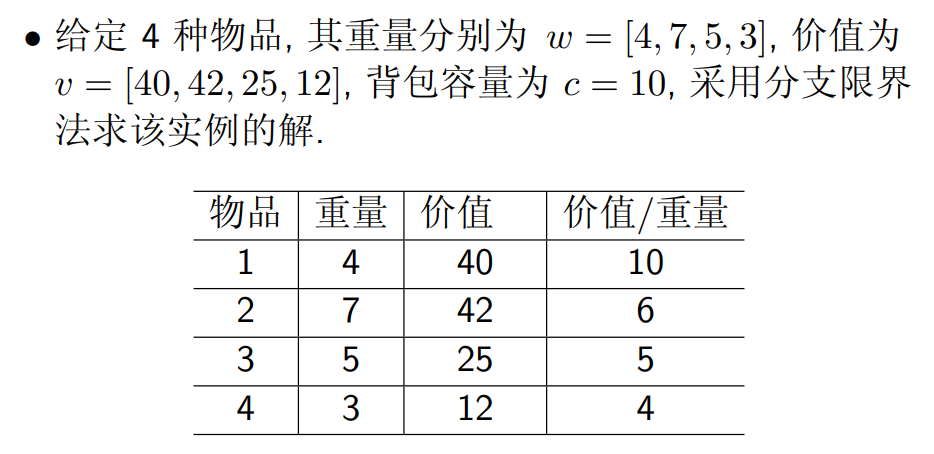 • 给定 4 种物品, 其重量分别为 w = [4, 7, 5, 3], 价值为
v = [40, 42, 25, 12], 背包容量为 c = 10, 采用分支限界
法求该实例的解.
物品 重量 价值 价值/重量
1 4 40 10
2 7 42 6
3 5 25 5
4 3 12 4